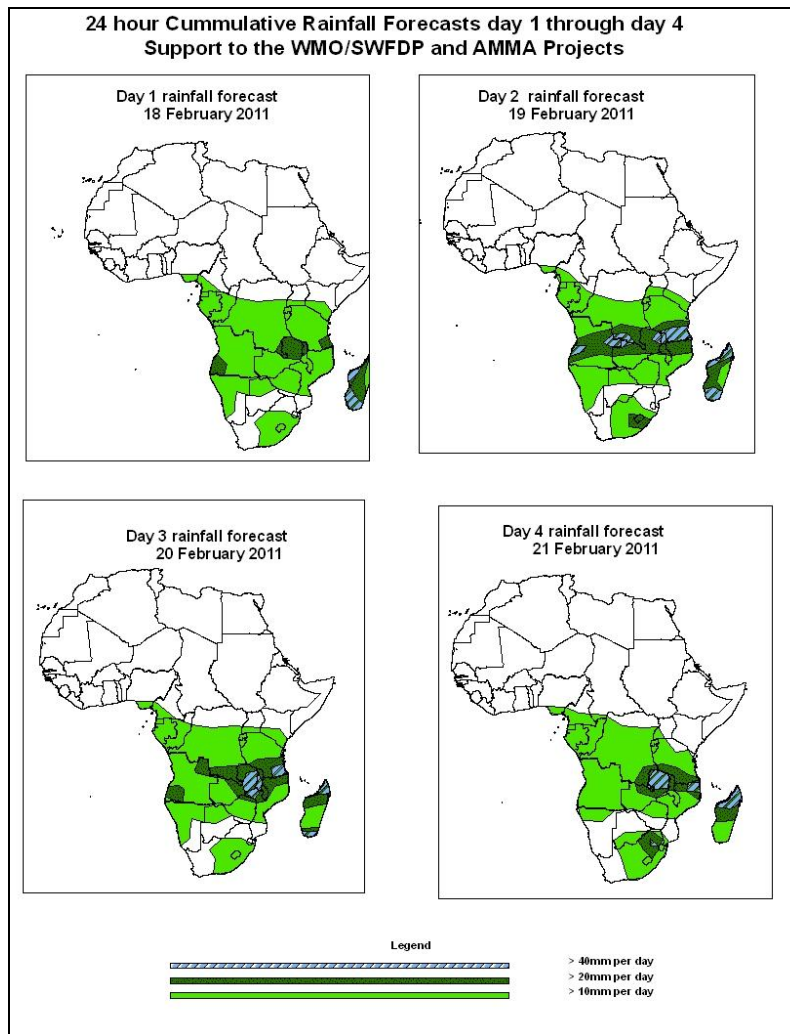 24 hour Cummulative Rainfall Forecasts day 1 through day 4
Support to the WMO/SWFDP and AMMA Projects
Day 1 rainfall forecast
18 February 2011
Day 2 rainfall forecast
19 February 2011
Day 3 rainfall forecast
20 February 2011
Day 4 rainfall forecast
21 February 2011
Legend
> 40mm per day
> 20mm per day
> 10mm per day